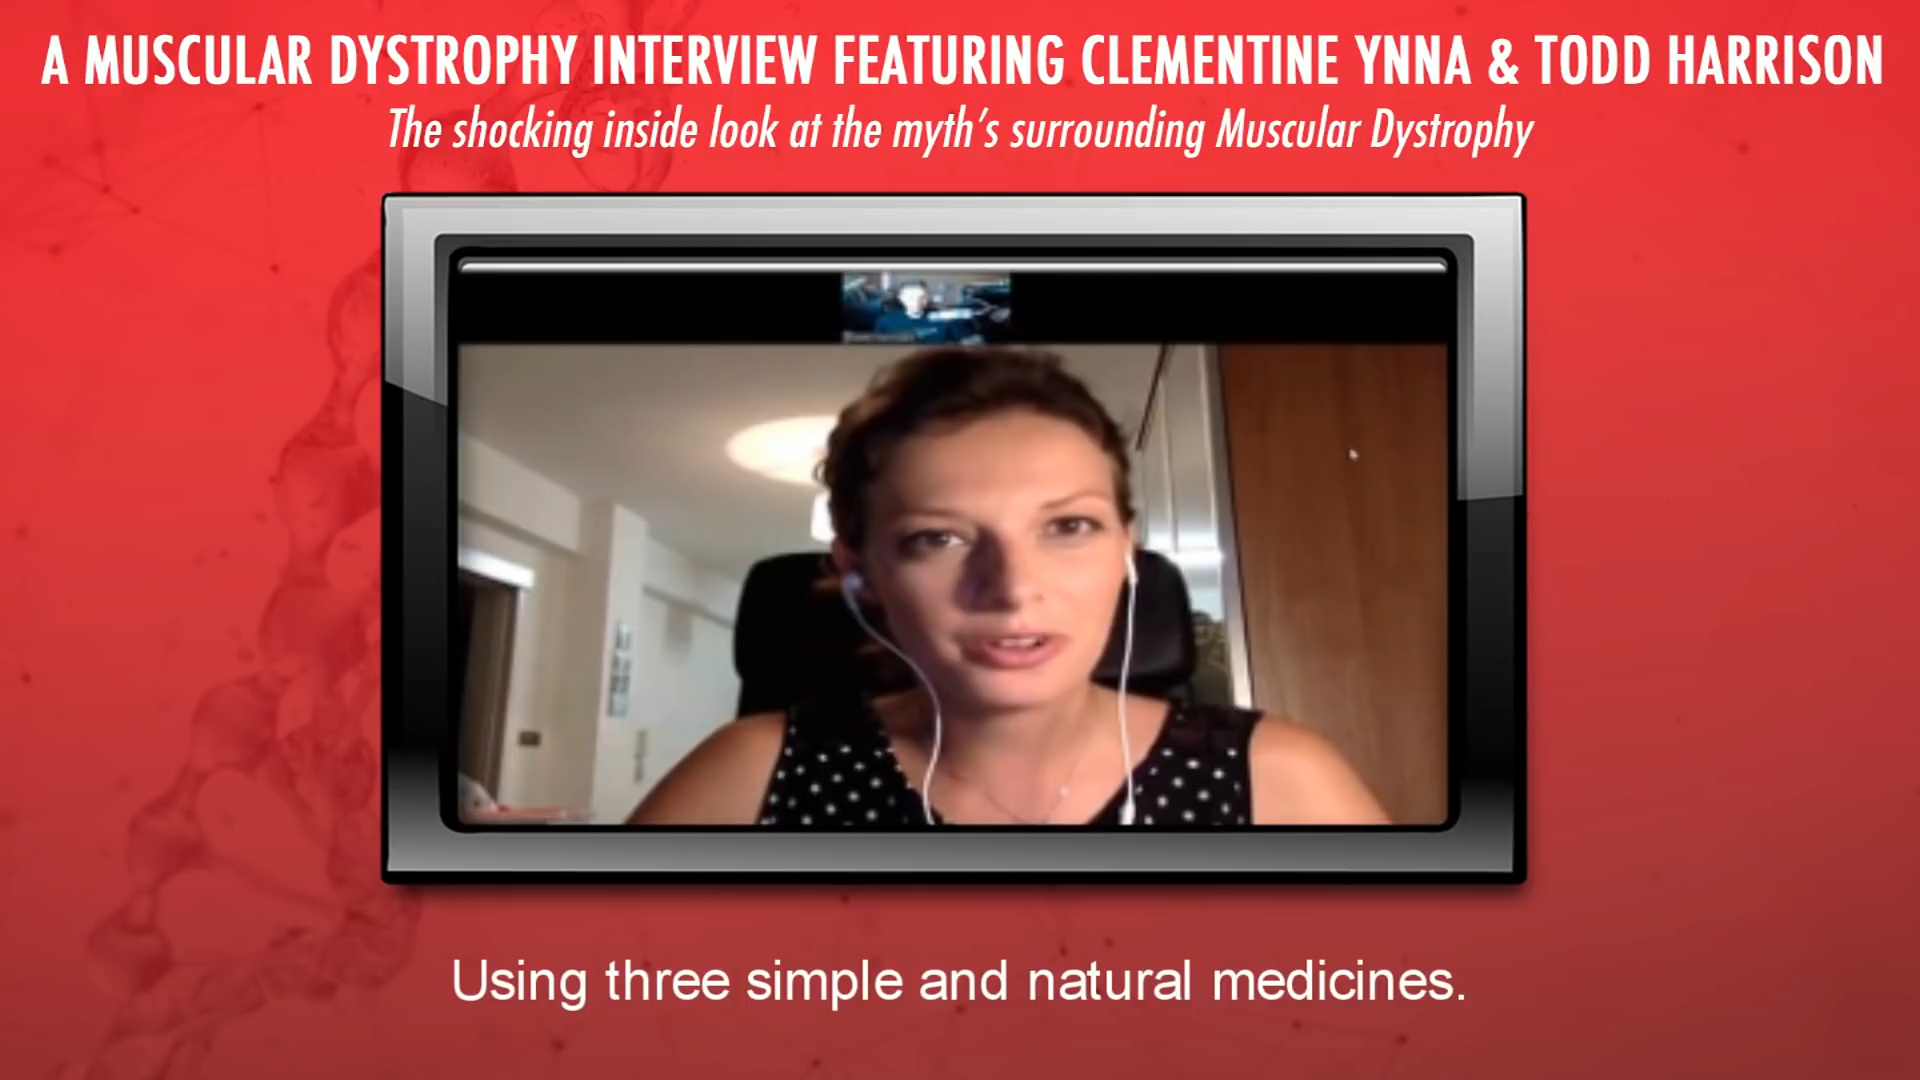 A MUSCULAR DYSTROPHY INTERVIEW FEATURING CLEMENTINE YNNA & TODD HARRISON
The shocking inside look at the myth's surrounding Muscular Dystrophy
Using three simple and natural medicines.